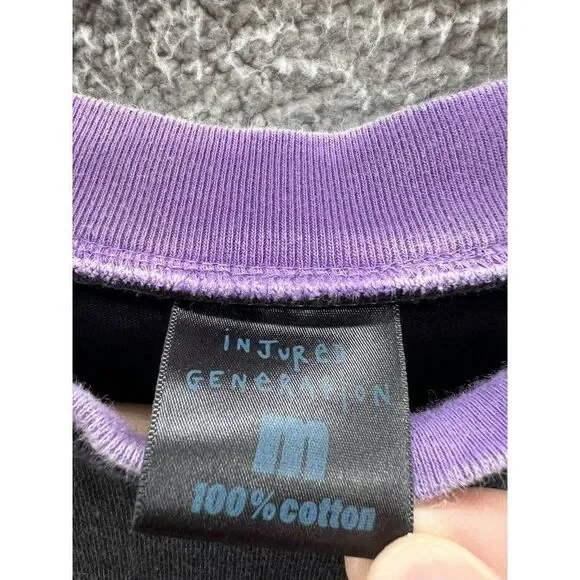 iNJUReD
GENeRATiON
m
100% cotton